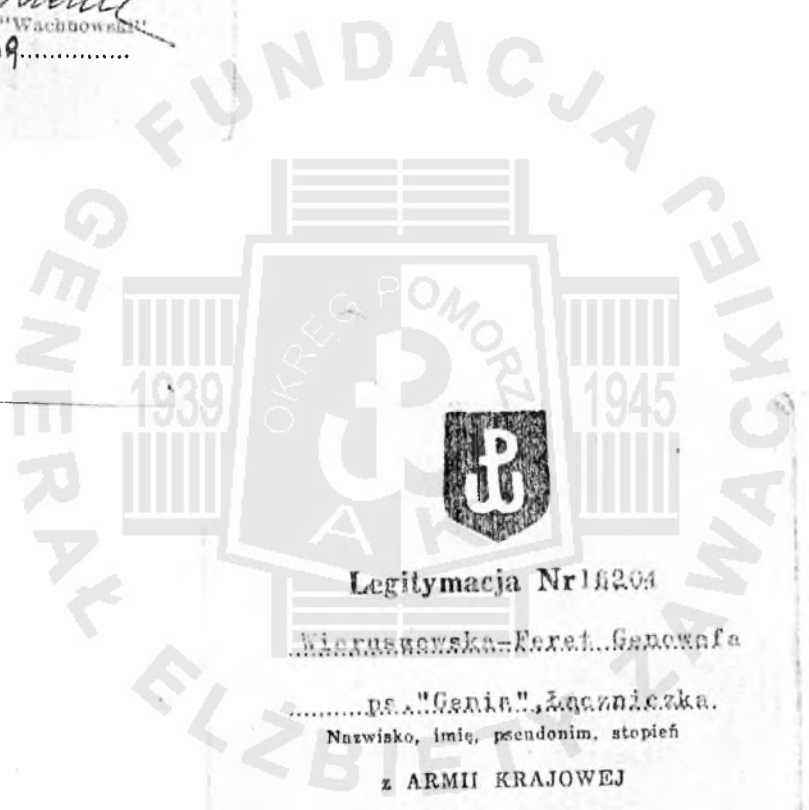 "Wachnowski"
FUNDACJA GENERAŁ ELŻBIETY ZAWACKIEJ
OKRĘG POMORZE
1939
1945
AK
Legitymacja Nr
Wieruszowska-Feret Genowefa
ps."Genia", Łączniczka.
Nazwisko, imię, pseudonim, stopień
z ARMII KRAJOWEJ